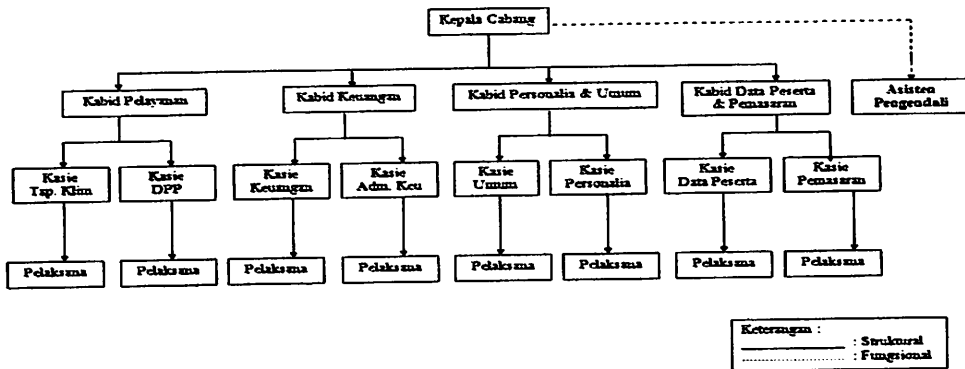 Kepala Cabang
Kabid Pelayanan
Kabid Keuangan
Kabid Personalia & Umum
Kabid Data Peserta
& Pemasaran
Asisten
Pengendali
Kasie
Tap. Klim
Kasie
DPP
Kasie
Keuangan
Kasie
Adm. Keu
Kasie
Umum
Kasie
Personalia
Kasie
Data Peserta
Kasie
Pemasaran
Pelaksana
Pelaksana
Pelaksana
Pelaksana
Pelaksana
Pelaksana
Pelaksana
Pelaksana
Keterangan :
: Struktural
: Fungsional